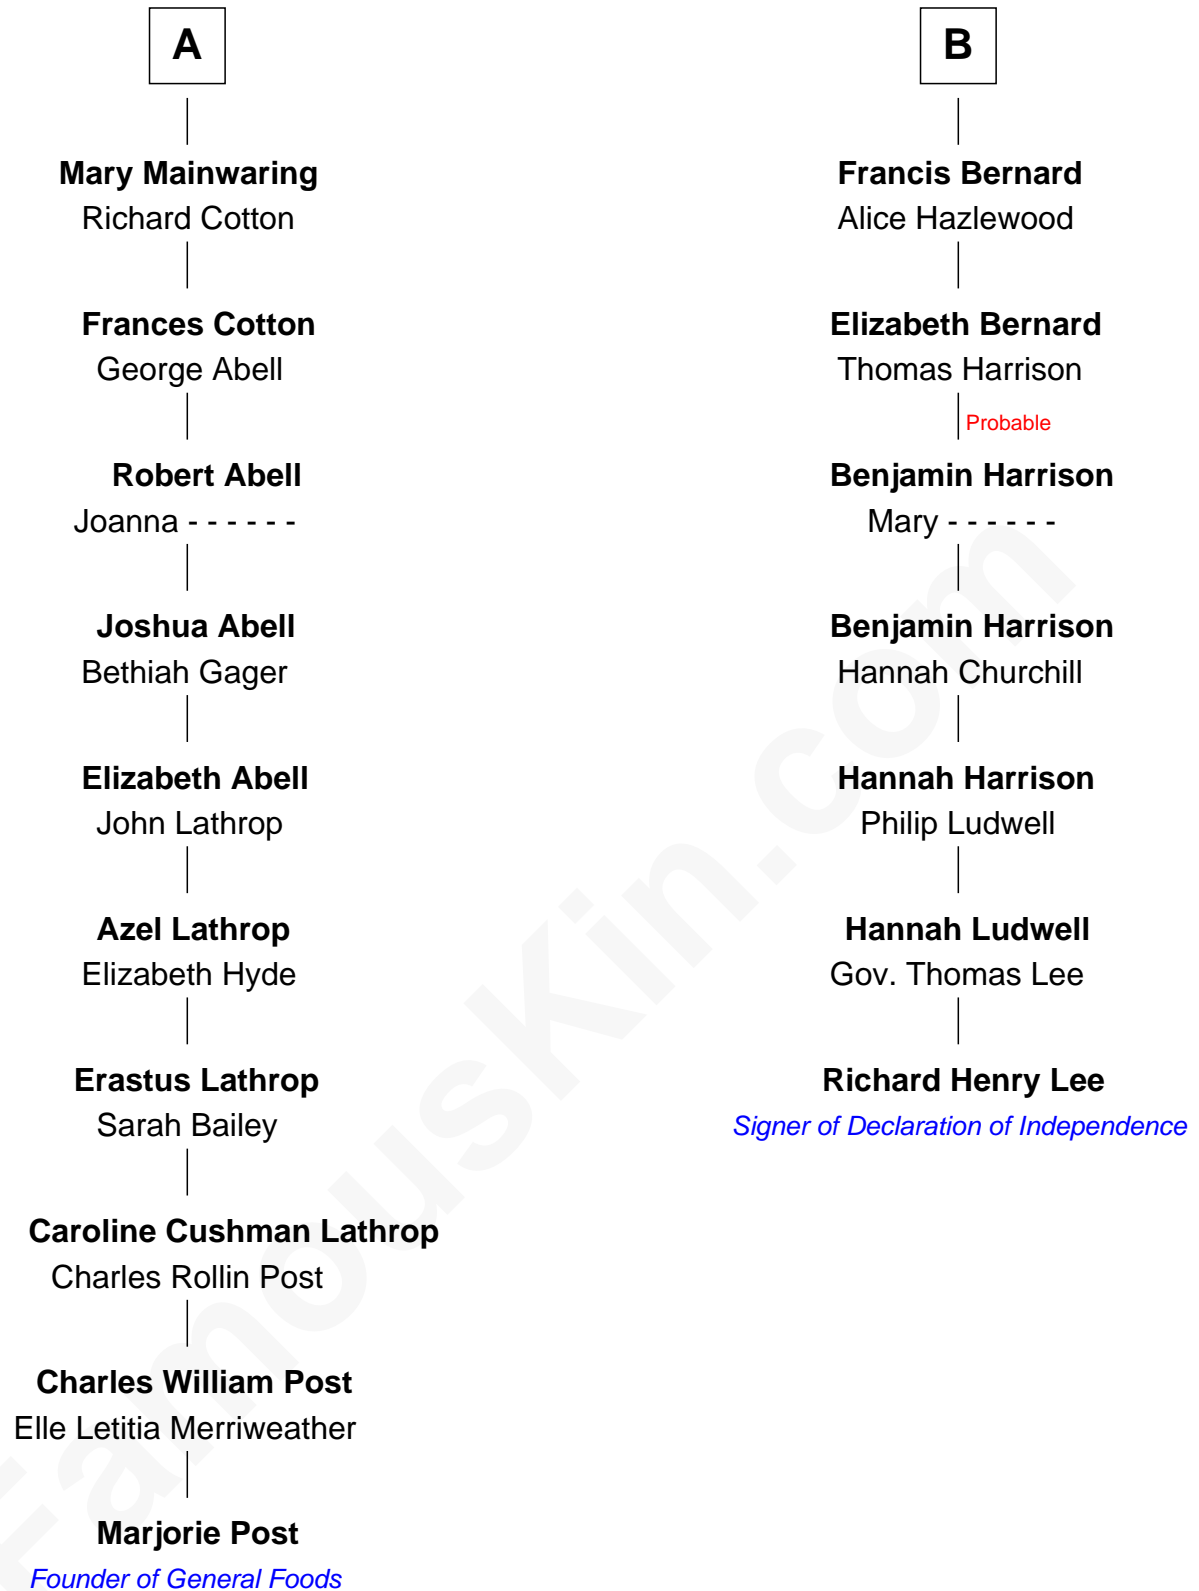 A
Mary Mainwaring
Richard Cotton
Frances Cotton
George Abell
Robert Abell
Joanna - - - - - -
Joshua Abell
Bethiah Gager
Elizabeth Abell
John Lathrop
Azel Lathrop
Elizabeth Hyde
Erastus Lathrop
Sarah Bailey
Caroline Cushman Lathrop
Charles Rollin Post
Charles William Post
Elle Letitia Merriweather
Marjorie Post
Founder of General Foods
B
Francis Bernard
Alice Hazlewood
Elizabeth Bernard
Thomas Harrison
Probable
Benjamin Harrison
Mary - - - - - -
Benjamin Harrison
Hannah Churchill
Hannah Harrison
Philip Ludwell
Hannah Ludwell
Gov. Thomas Lee
Richard Henry Lee
Signer of Declaration of Independence
FamousKin.com